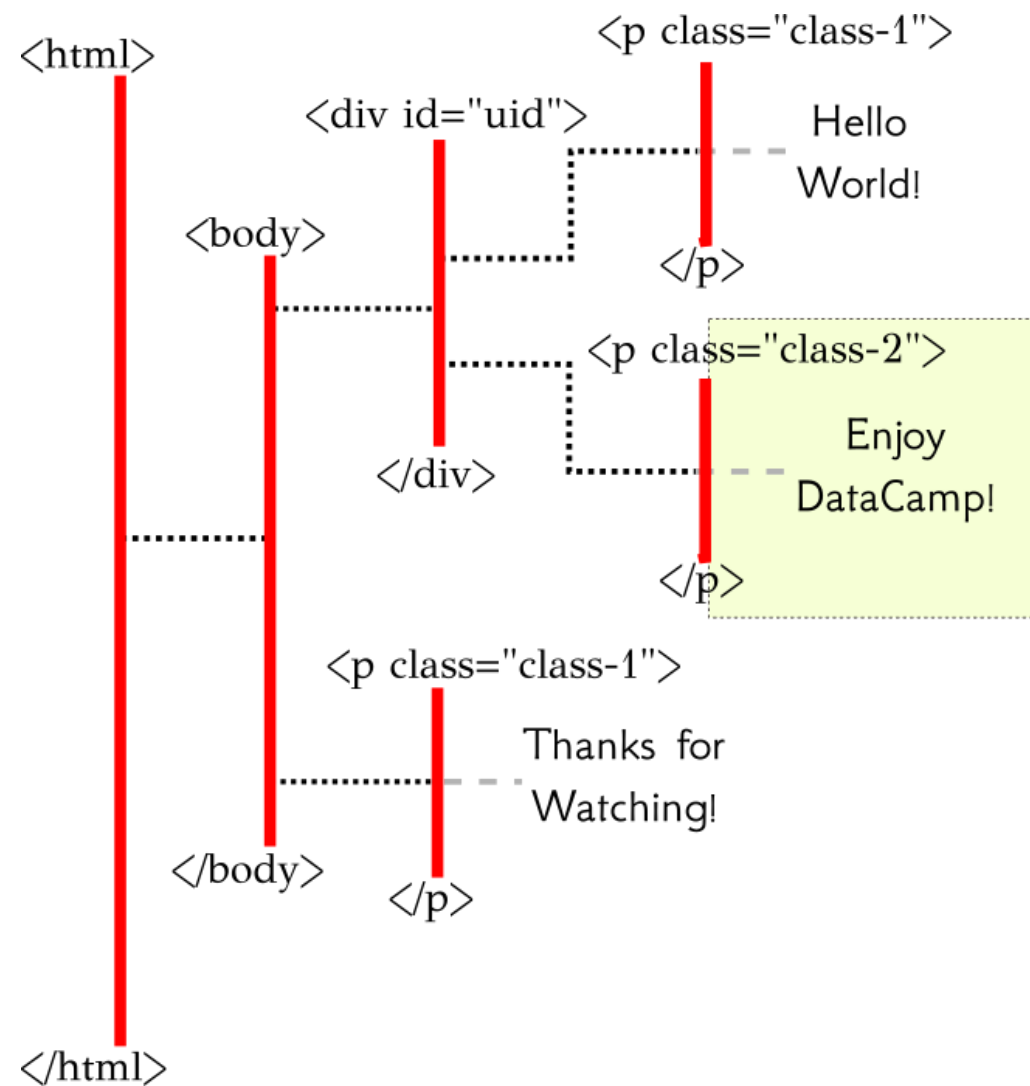 <html>
<body>
<div id="uid">
<p class="class-1">
Hello
World!
</p>
<p class="class-2">
Enjoy
DataCamp!
</p>
</div>
<p class="class-1">
Thanks for
Watching!
</p>
</body>
</html>